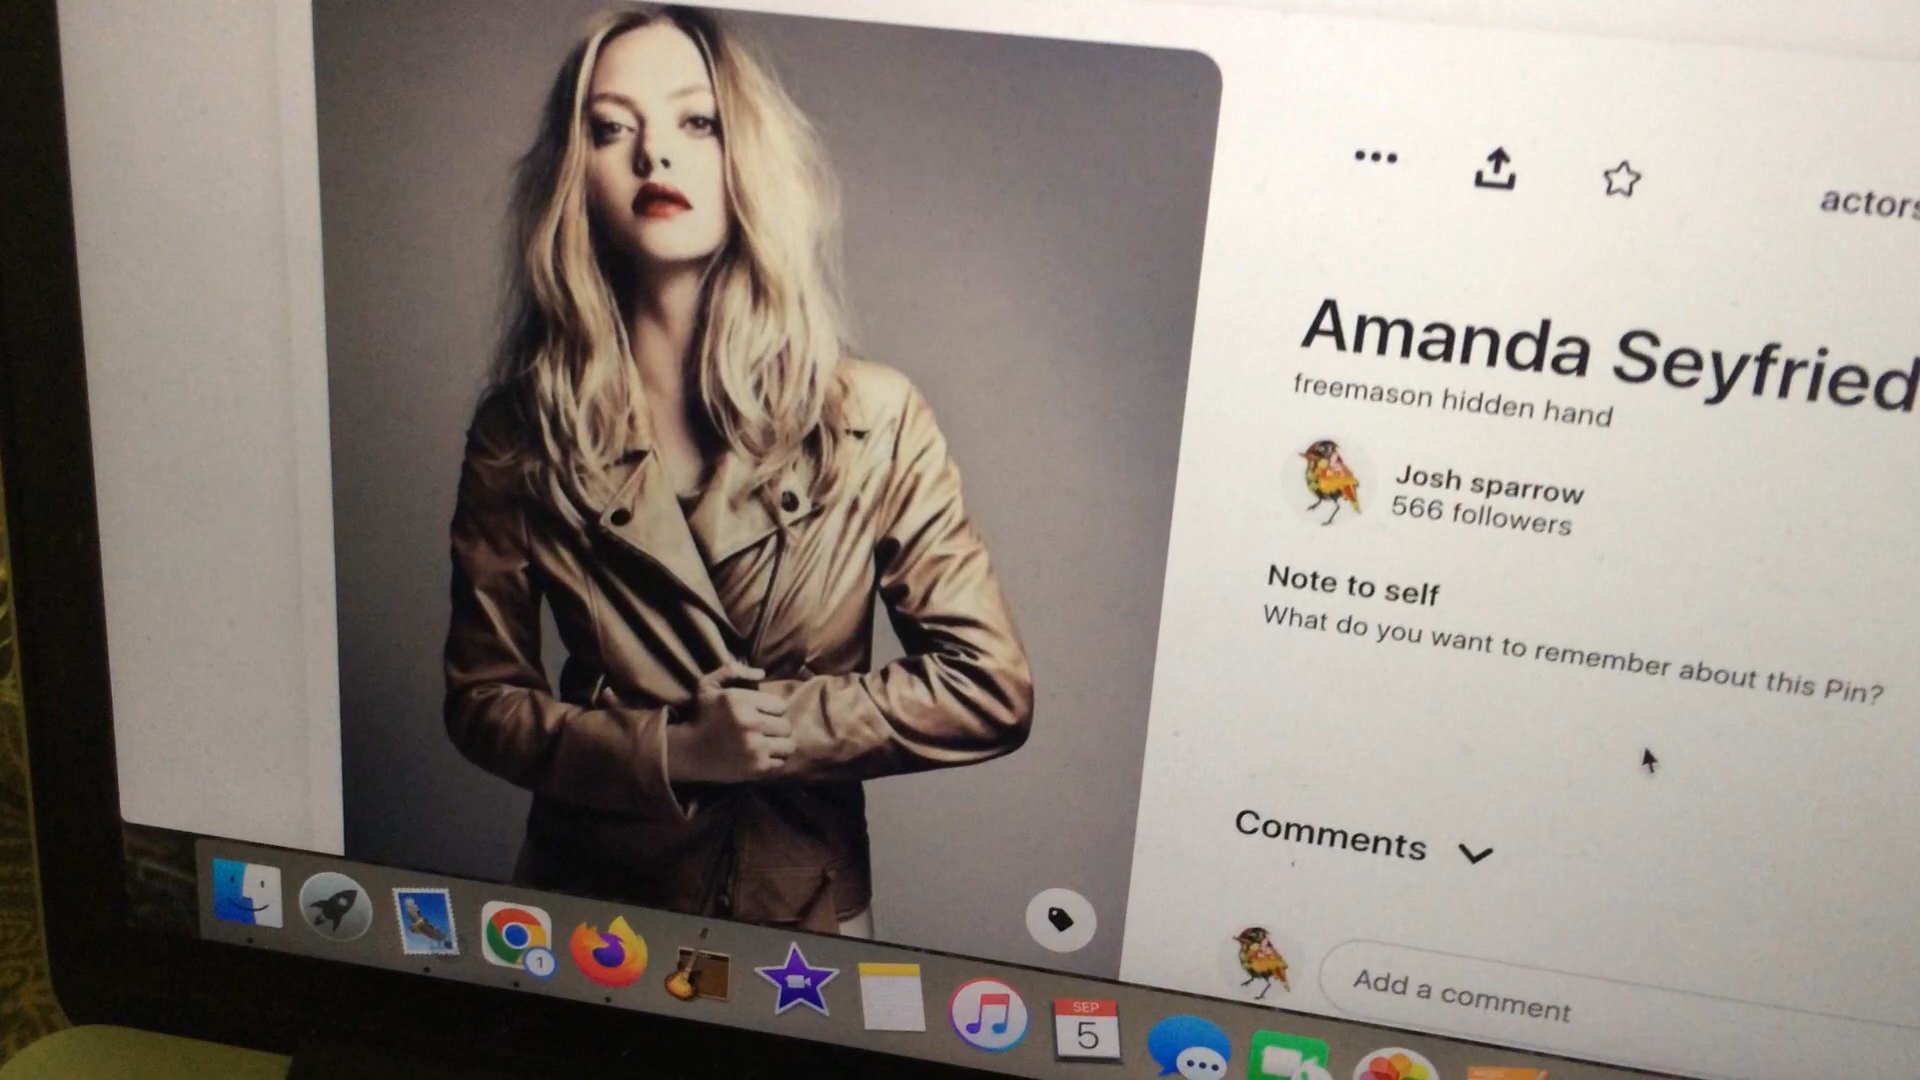 actors
Amanda Seyfried
freemason hidden hand
Josh sparrow
566 followers
Note to self
What do you want to remember about this Pin?
Comments
Add a comment
1
SEP
5